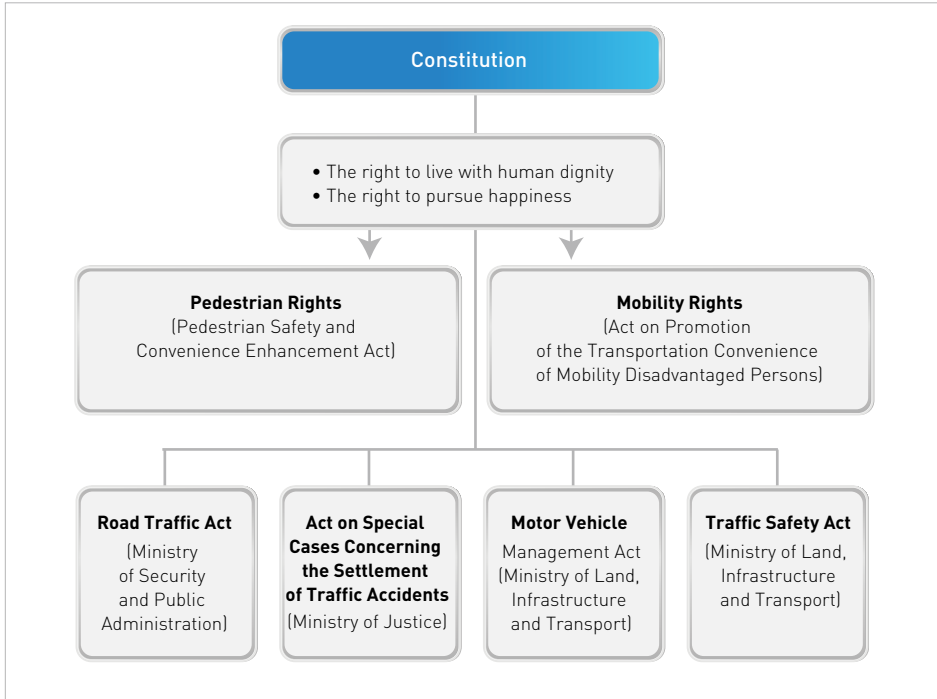 Constitution
• The right to live with human dignity
• The right to pursue happiness
Pedestrian Rights
(Pedestrian Safety and
Convenience Enhancement Act)
Mobility Rights
(Act on Promotion
of the Transportation Convenience
of Mobility Disadvantaged Persons)
Road Traffic Act
(Ministry
of Security
and Public
Administration)
Act on Special
Cases Concerning
the Settlement
of Traffic Accidents
(Ministry of Justice)
Motor Vehicle
Management Act
(Ministry of Land,
Infrastructure
and Transport)
Traffic Safety Act
(Ministry of Land,
Infrastructure
and Transport)